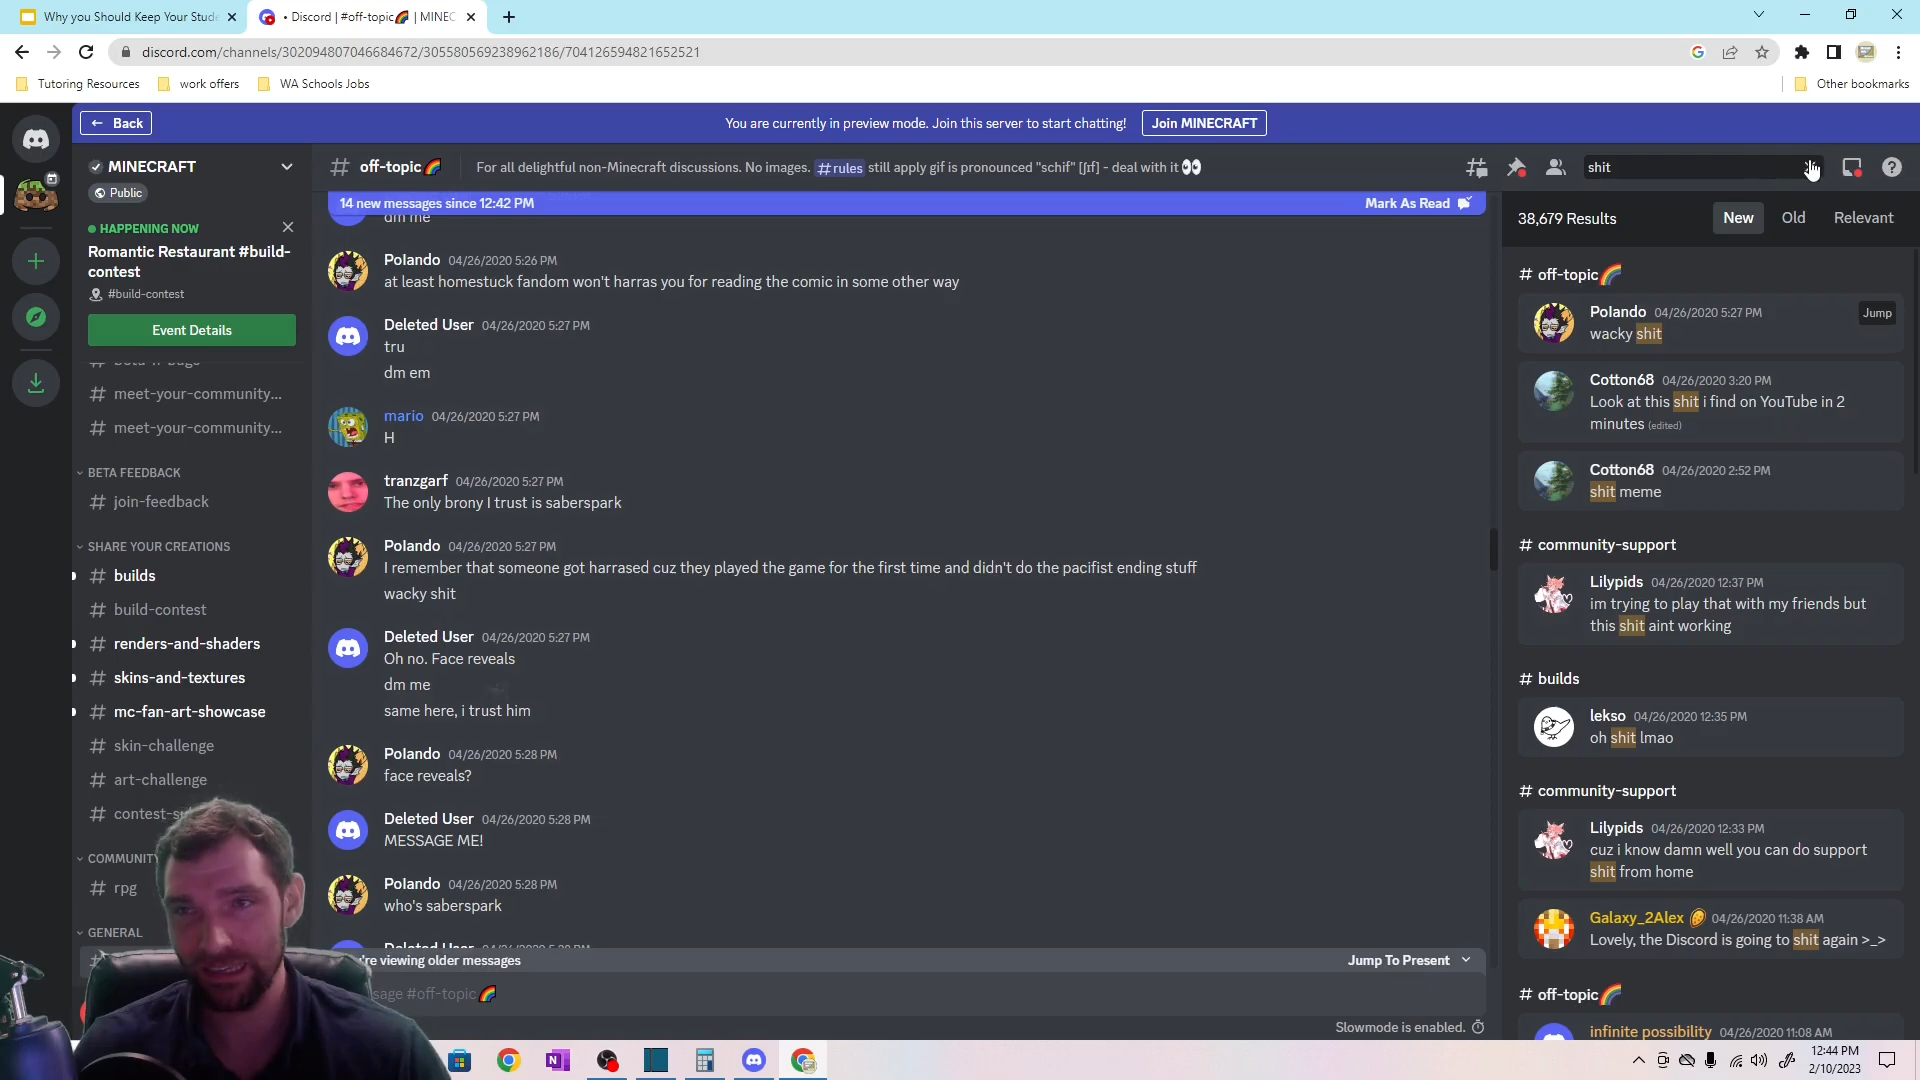 Why you Should Keep Your Stude
• Discord | #off-topic🌈 | MINEC
discord.com/channels/302094807046684672/305580569238962186/704126594821652521
Tutoring Resources
work offers
WA Schools Jobs
Other bookmarks
← Back
You are currently in preview mode. Join this server to start chatting!
Join MINECRAFT
MINECRAFT
Public
HAPPENING NOW
Romantic Restaurant #build-
contest
#build-contest
Event Details
# meet-your-community...
# meet-your-community...
BETA FEEDBACK
# join-feedback
SHARE YOUR CREATIONS
# builds
# build-contest
# renders-and-shaders
# skins-and-textures
# mc-fan-art-showcase
# skin-challenge
# art-challenge
COMMUNITY
# rpg
GENERAL
# off-topic🌈
For all delightful non-Minecraft discussions. No images. #rules still apply gif is pronounced "schif" [ʃɪf] - deal with it 👀
14 new messages since 12:42 PM
Mark As Read
dm me
Polando 04/26/2020 5:26 PM
at least homestuck fandom won't harras you for reading the comic in some other way
Deleted User 04/26/2020 5:27 PM
tru
dm em
mario 04/26/2020 5:27 PM
H
tranzgarf 04/26/2020 5:27 PM
The only brony I trust is saberspark
Polando 04/26/2020 5:27 PM
I remember that someone got harrased cuz they played the game for the first time and didn't do the pacifist ending stuff
wacky shit
Deleted User 04/26/2020 5:27 PM
Oh no. Face reveals
dm me
same here, i trust him
Polando 04/26/2020 5:28 PM
face reveals?
Deleted User 04/26/2020 5:28 PM
MESSAGE ME!
Polando 04/26/2020 5:28 PM
who's saberspark
Deleted User 04/26/2020 5:28 PM
're viewing older messages
Jump To Present
sage #off-topic🌈
Slowmode is enabled.
shit
38,679 Results
New
Old
Relevant
# off-topic🌈
Polando 04/26/2020 5:27 PM
Jump
wacky shit
Cotton68 04/26/2020 3:20 PM
Look at this shit i find on YouTube in 2
minutes (edited)
Cotton68 04/26/2020 2:52 PM
shit meme
# community-support
Lilypids 04/26/2020 12:37 PM
im trying to play that with my friends but
this shit aint working
# builds
lekso 04/26/2020 12:35 PM
oh shit lmao
# community-support
Lilypids 04/26/2020 12:33 PM
cuz i know damn well you can do support
shit from home
Galaxy_2Alex 04/26/2020 11:38 AM
Lovely, the Discord is going to shit again >_>
# off-topic🌈
infinite possibility 04/26/2020 11:08 AM
12:44 PM
2/10/2023